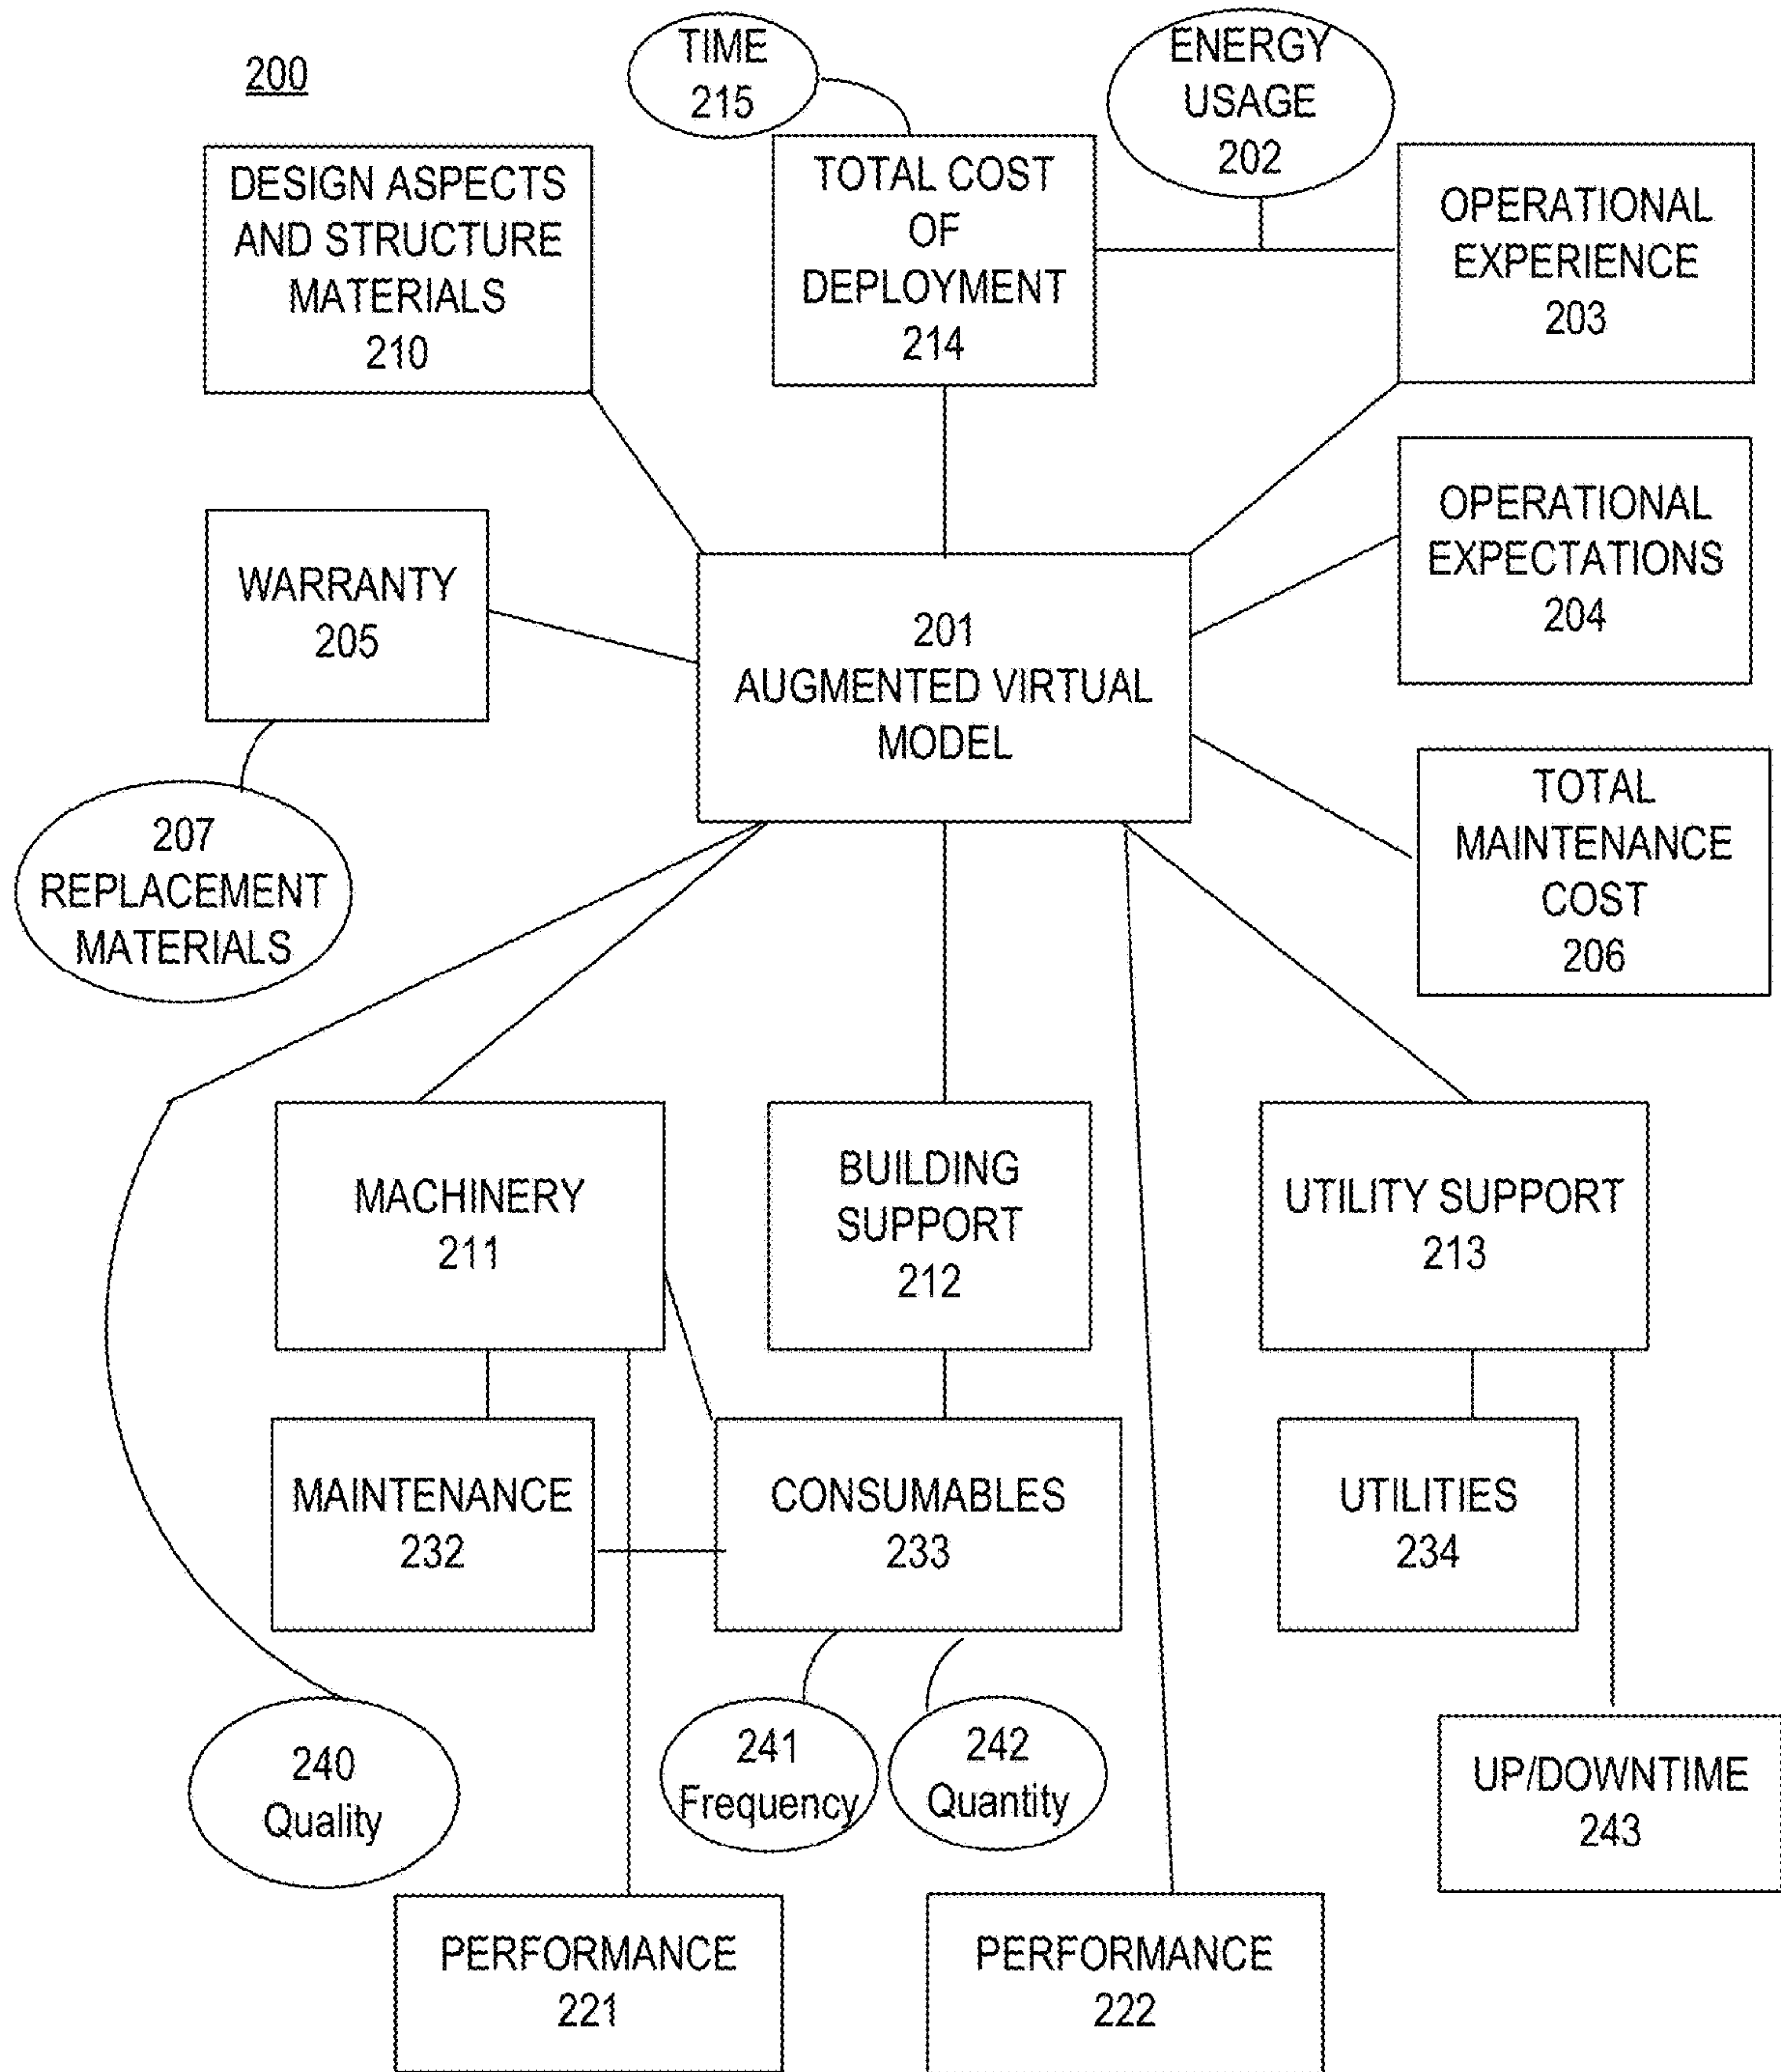 200
TIME
215
ENERGY
USAGE
202
DESIGN ASPECTS
AND STRUCTURE
MATERIALS
210
TOTAL COST
OF
DEPLOYMENT
214
OPERATIONAL
EXPERIENCE
203
WARRANTY
205
201
AUGMENTED VIRTUAL
MODEL
OPERATIONAL
EXPECTATIONS
204
207
REPLACEMENT
MATERIALS
TOTAL
MAINTENANCE
COST
206
MACHINERY
211
BUILDING
SUPPORT
212
UTILITY SUPPORT
213
MAINTENANCE
232
CONSUMABLES
233
UTILITIES
234
240
Quality
241
Frequency
242
Quantity
UP/DOWNTIME
243
PERFORMANCE
221
PERFORMANCE
222